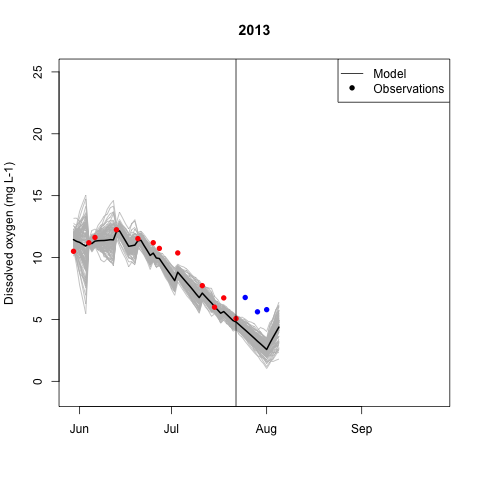 2013
Model
Observations
Dissolved oxygen (mg L-1)
25
20
15
10
5
0
Jun
Jul
Aug
Sep